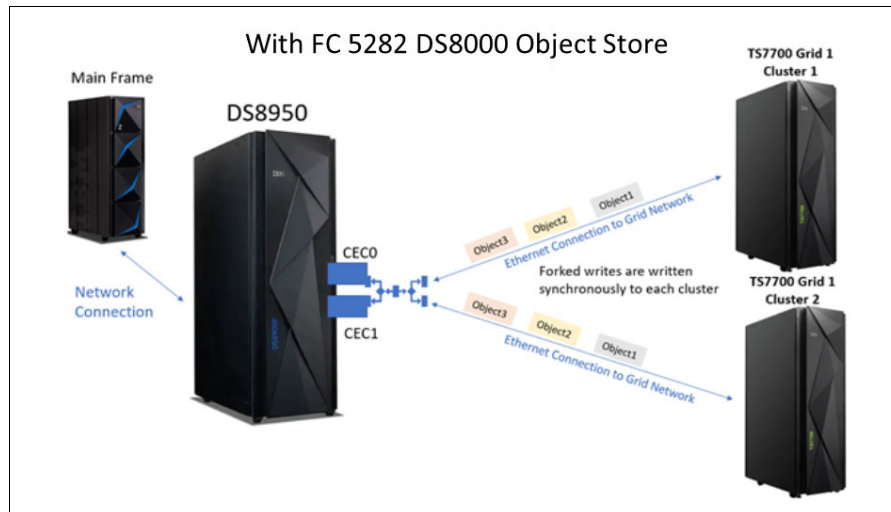 With FC 5282 DS8000 Object Store
Main Frame
DS8950
TS7700 Grid 1
Cluster 1
CEC0
CEC1
Network
Connection
Object3
Object2
Object1
Ethernet Connection to Grid Network
Forked writes are written
synchronously to each cluster
Object3
Object2
Object1
Ethernet Connection to Grid Network
TS7700 Grid 1
Cluster 2
IBM